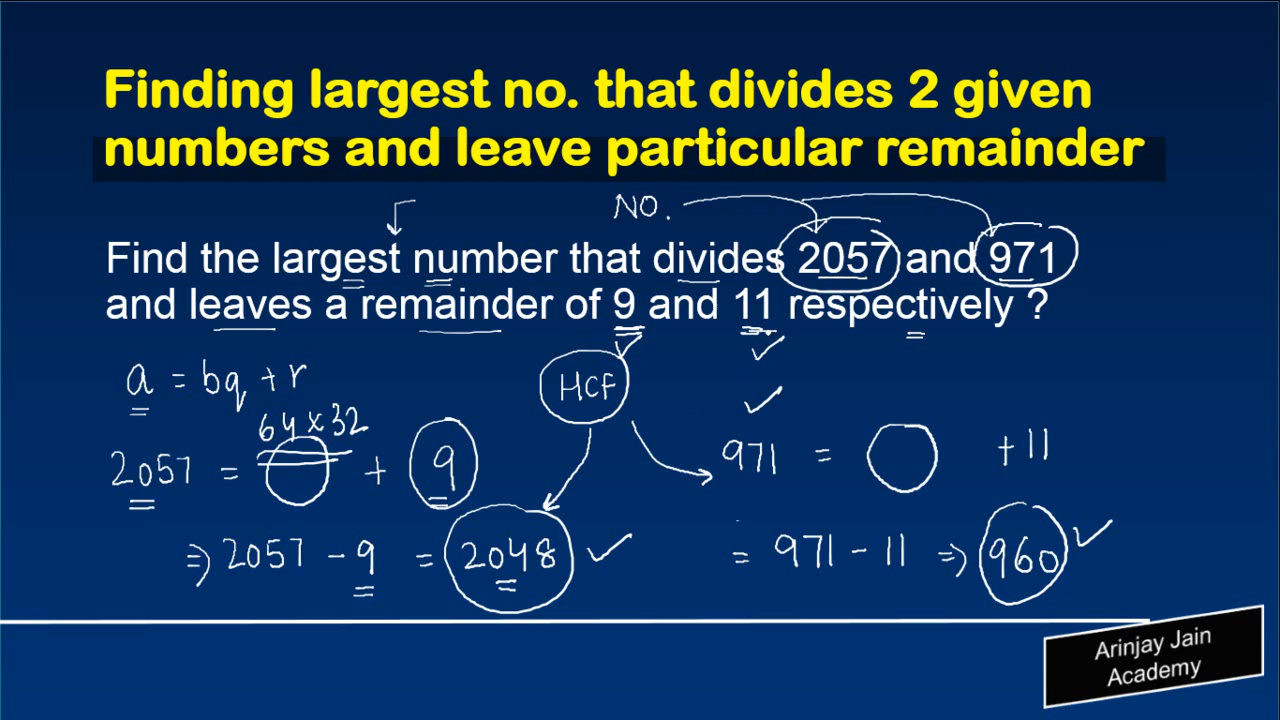 Finding largest no. that divides 2 given
numbers and leave particular remainder
NO.
Find the largest number that divides 2057 and 971
and leaves a remainder of 9 and 11 respectively ?
a = bq + r
HCF
64 x 32
2057 = + 9
971 = + 11
⇒ 2057 - 9 = 2048
= 971 - 11 ⇒ 960
Arinjay Jain
Academy